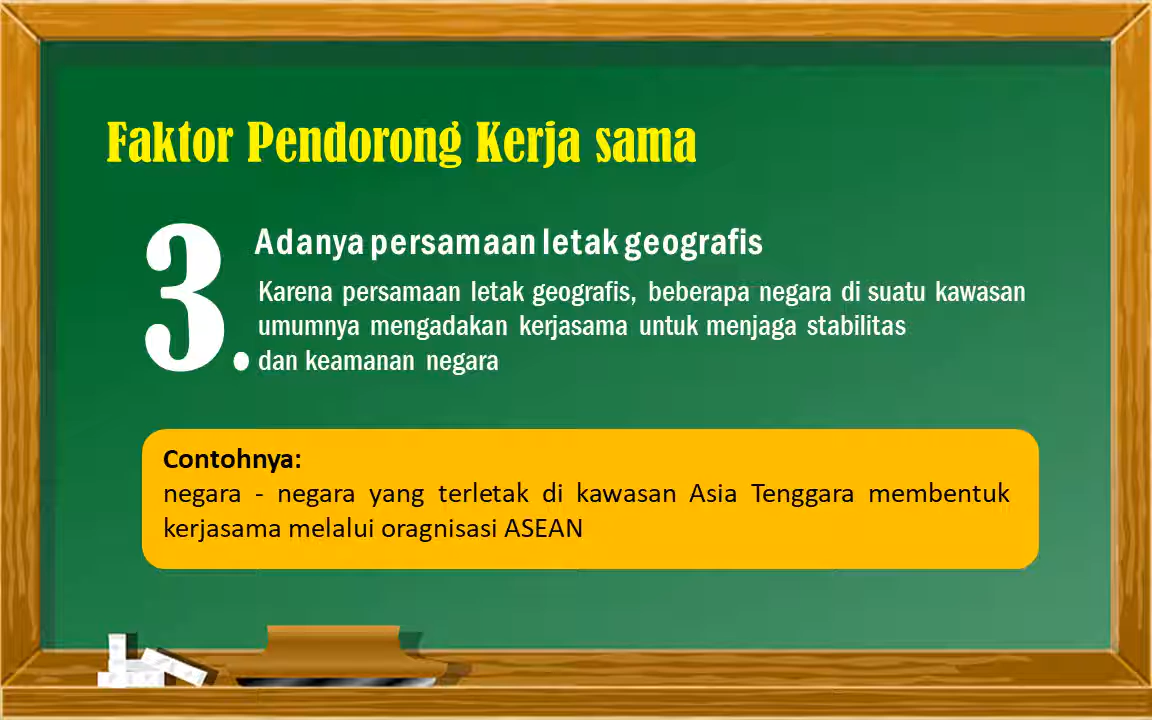 Faktor Pendorong Kerja sama
3.
Adanya persamaan letak geografis
Karena persamaan letak geografis, beberapa negara di suatu kawasan
umumnya mengadakan kerjasama untuk menjaga stabilitas
dan keamanan negara
Contohnya:
negara - negara yang terletak di kawasan Asia Tenggara membentuk
kerjasama melalui oragnisasi ASEAN